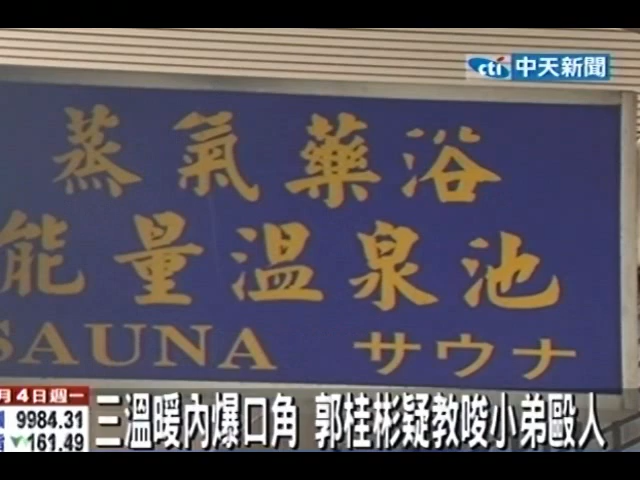 cti 中天新聞
蒸氣藥浴
能量溫泉池
SAUNA サウナ
月4日週一
9984.31
▼161.49
三溫暖內爆口角 郭桂彬疑教唆小弟毆人